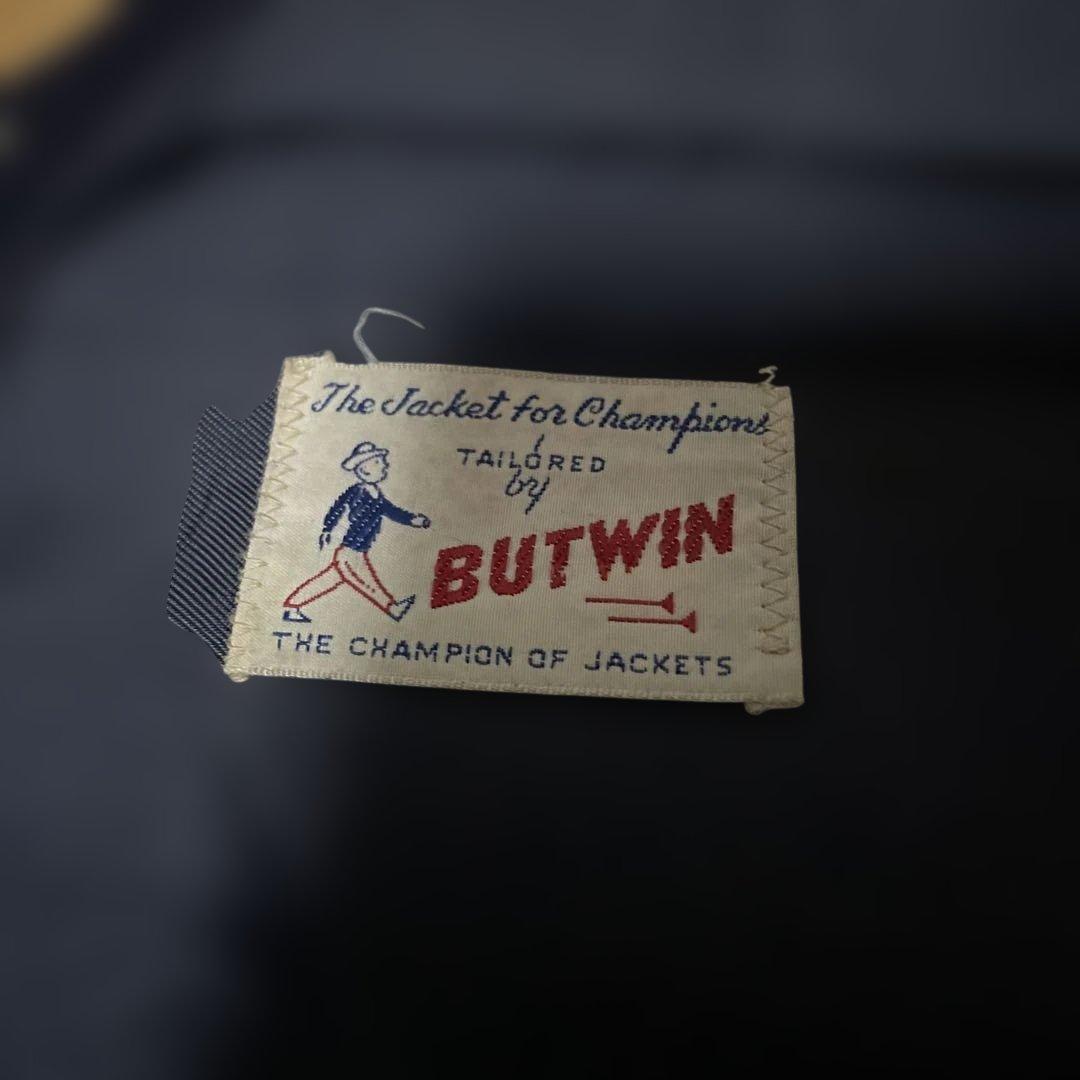 The Jacket for Champions
TAILORED
by
BUTWIN
THE CHAMPION OF JACKETS